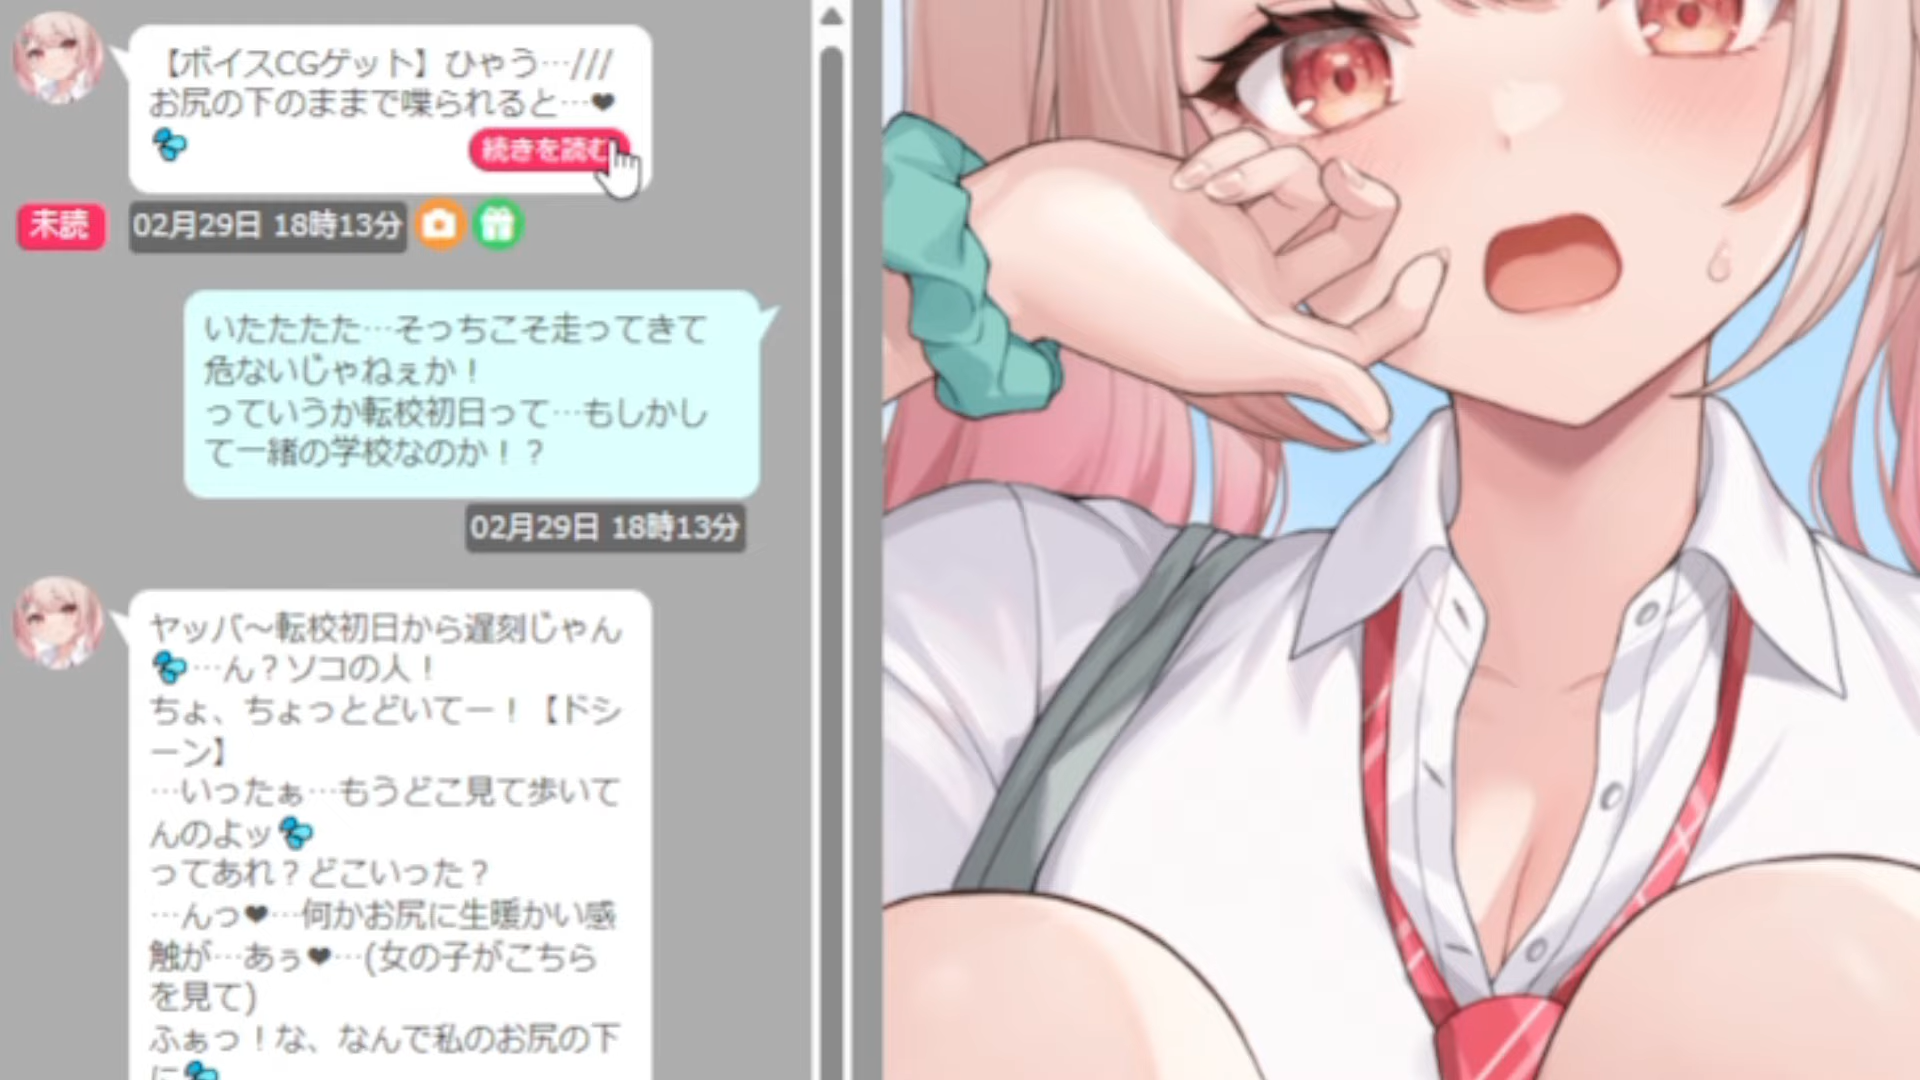 【ボイスCGゲット】ひゃう…///
お尻の下のままで喋られると…❤
💦
続きを読む
未読
02月29日 18時13分
いたたたた…そっちこそ走ってきて
危ないじゃねぇか！
っていうか転校初日って…もしかし
て一緒の学校なのか！？
02月29日 18時13分
ヤッバ～転校初日から遅刻じゃん
💦…ん？ソコの人！
ちょ、ちょっとどいてー！【ドシ
ーン】
…いったぁ…もうどこ見て歩いて
んのよッ💦
ってあれ？どこいった？
…んっ❤…何かお尻に生暖かい感
触が…あぅ❤…(女の子がこちら
を見て)
ふぁっ！な、なんで私のお尻の下
に💦